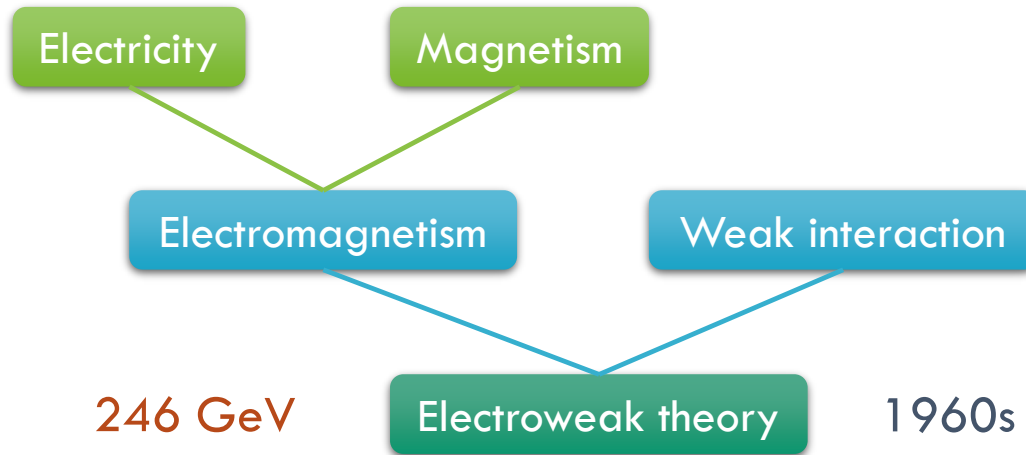 Electricity
Magnetism
Electromagnetism
Weak interaction
246 GeV
Electroweak theory
1960s